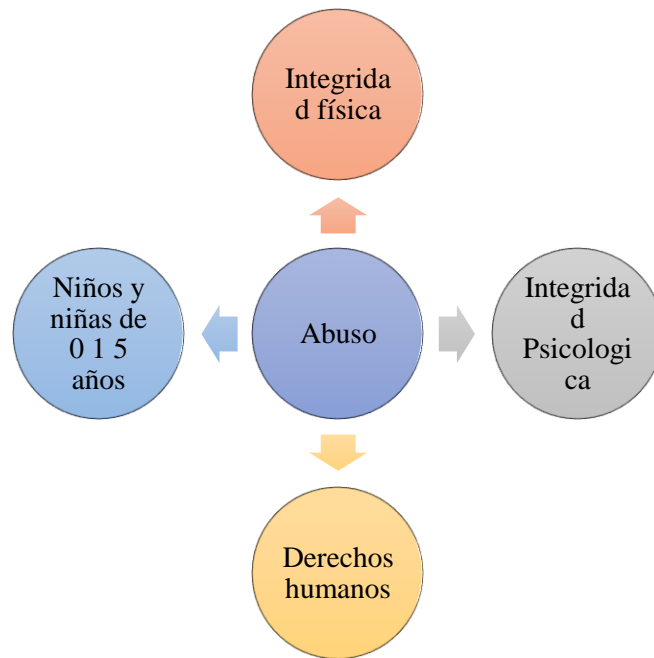 Integrida
d física
Niños y
niñas de
0 1 5
años
Abuso
Integrida
d
Psicologi
ca
Derechos
humanos